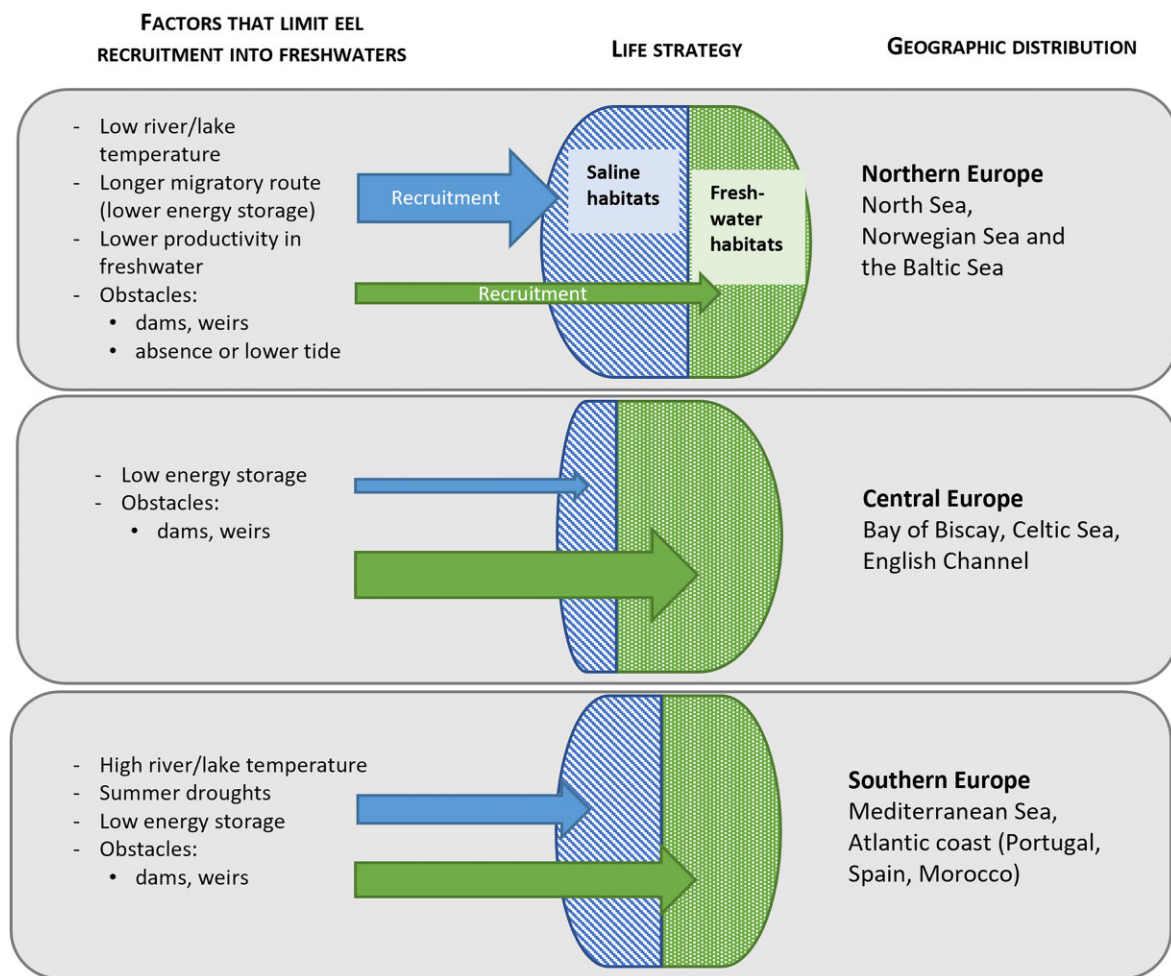 FACTORS THAT LIMIT EEL
RECRUITMENT INTO FRESHWATERS
LIFE STRATEGY
GEOGRAPHIC DISTRIBUTION
- Low river/lake
temperature
- Longer migratory route
(lower energy storage)
- Lower productivity in
freshwater
- Obstacles:
• dams, weirs
• absence or lower tide
Recruitment
Recruitment
Saline
habitats
Fresh-
water
habitats
Northern Europe
North Sea,
Norwegian Sea and
the Baltic Sea
- Low energy storage
- Obstacles:
• dams, weirs
Central Europe
Bay of Biscay, Celtic Sea,
English Channel
- High river/lake temperature
- Summer droughts
- Low energy storage
- Obstacles:
• dams, weirs
Southern Europe
Mediterranean Sea,
Atlantic coast (Portugal,
Spain, Morocco)